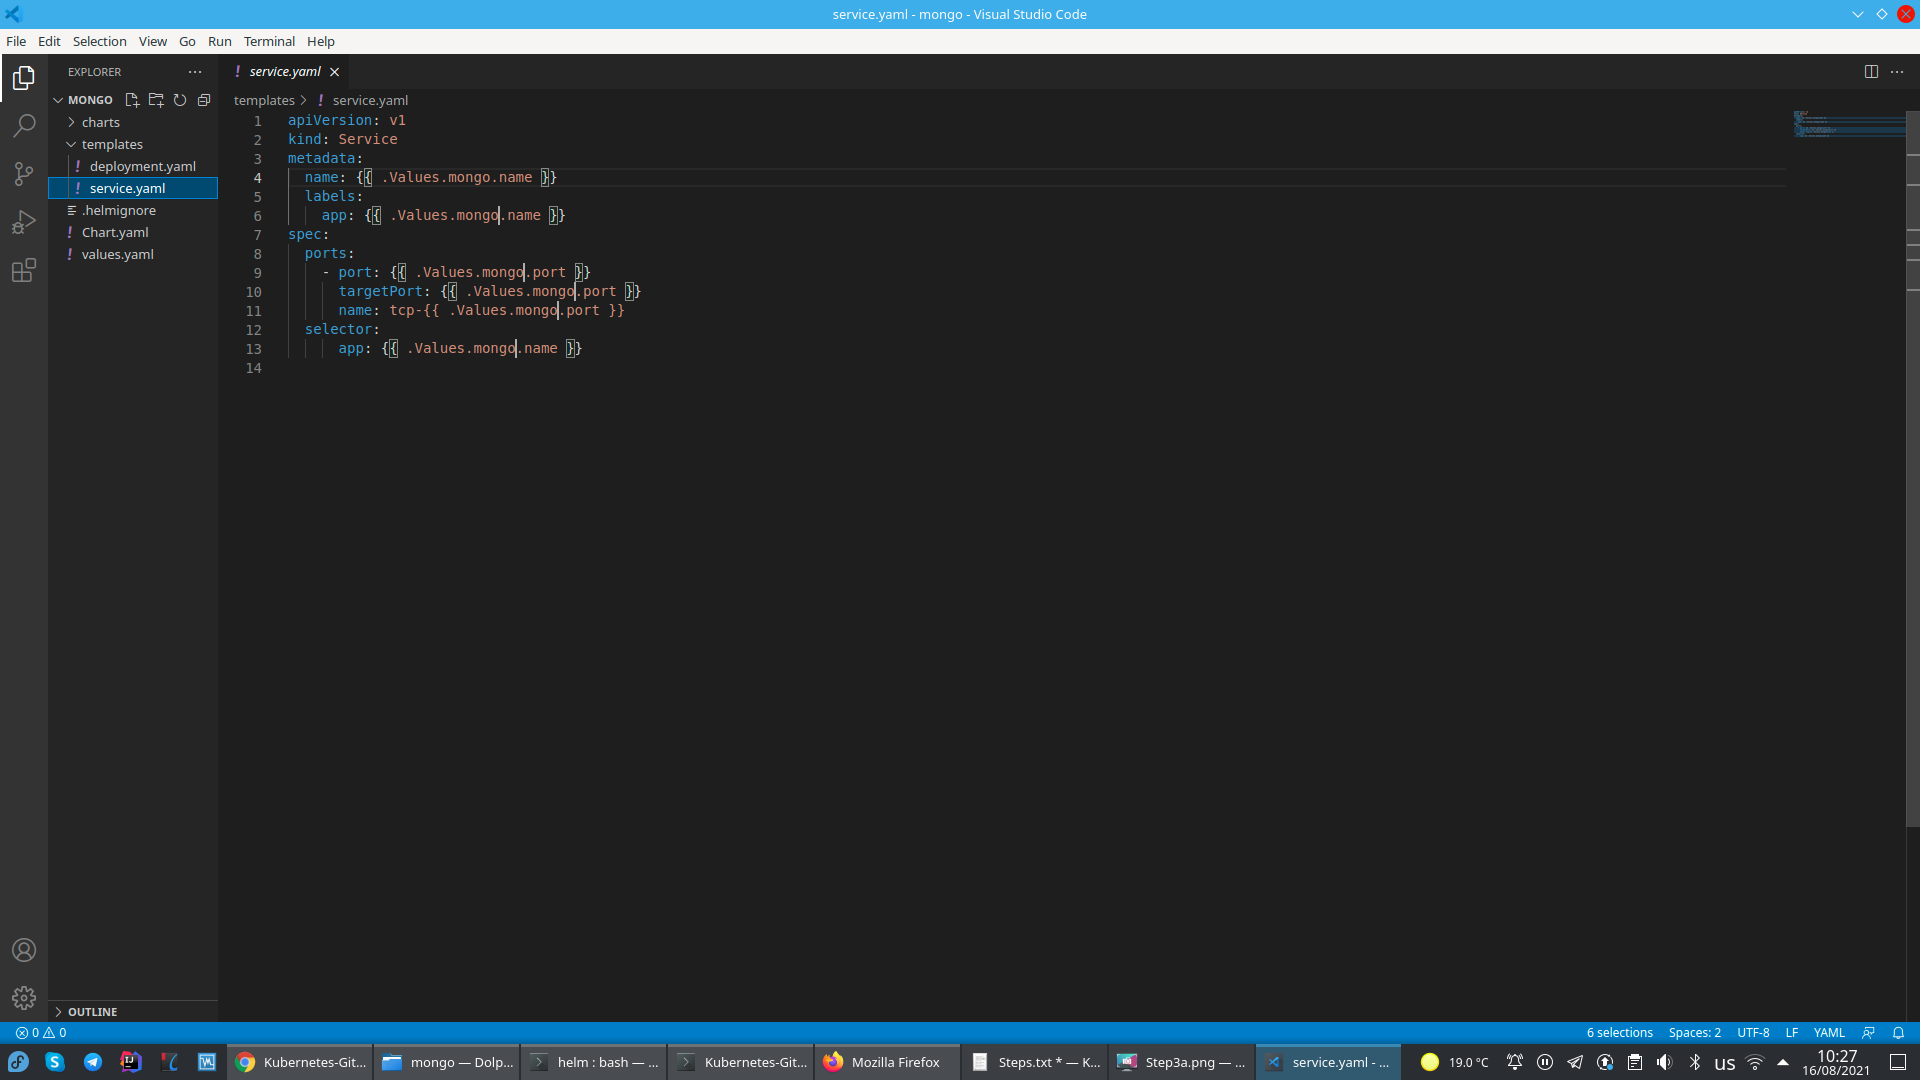 service.yaml - mongo - Visual Studio Code
File Edit Selection View Go Run Terminal Help
EXPLORER
service.yaml
MONGO
templates > service.yaml
charts
templates
deployment.yaml
service.yaml
.helmignore
Chart.yaml
values.yaml
1 apiVersion: v1
2 kind: Service
3 metadata:
4   name: {{ .Values.mongo.name }}
5   labels:
6     app: {{ .Values.mongo.name }}
7 spec:
8   ports:
9     - port: {{ .Values.mongo.port }}
10       targetPort: {{ .Values.mongo.port }}
11       name: tcp-{{ .Values.mongo.port }}
12   selector:
13       app: {{ .Values.mongo.name }}
14
OUTLINE
0 0 6 selections Spaces: 2 UTF-8 LF YAML
Kubernetes-Git... mongo — Dolp... helm : bash — ... Kubernetes-Git... Mozilla Firefox Steps.txt * — K... Step3a.png — ... service.yaml - ... 19.0 °C us 10:27
16/08/2021